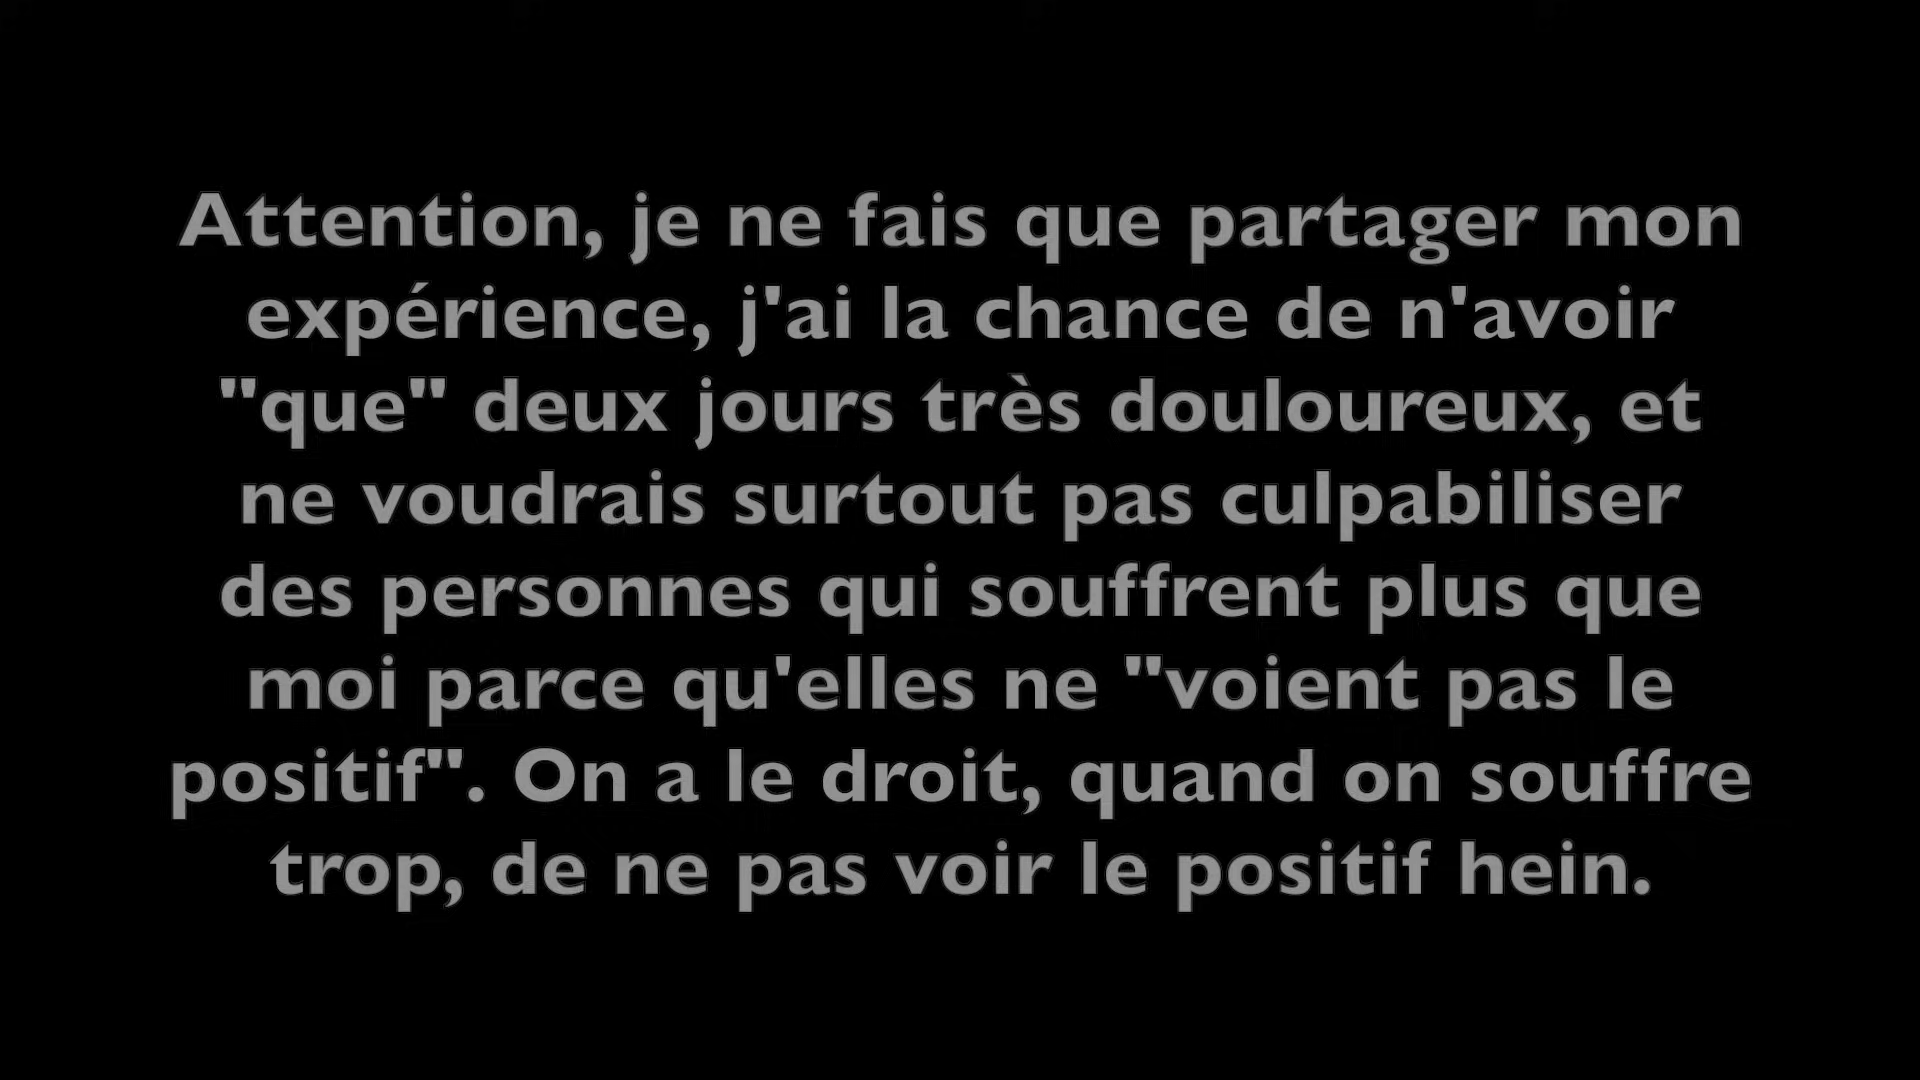 Attention, je ne fais que partager mon
expérience, j'ai la chance de n'avoir
"que" deux jours très douloureux, et
ne voudrais surtout pas culpabiliser
des personnes qui souffrent plus que
moi parce qu'elles ne "voient pas le
positif". On a le droit, quand on souffre
trop, de ne pas voir le positif hein.